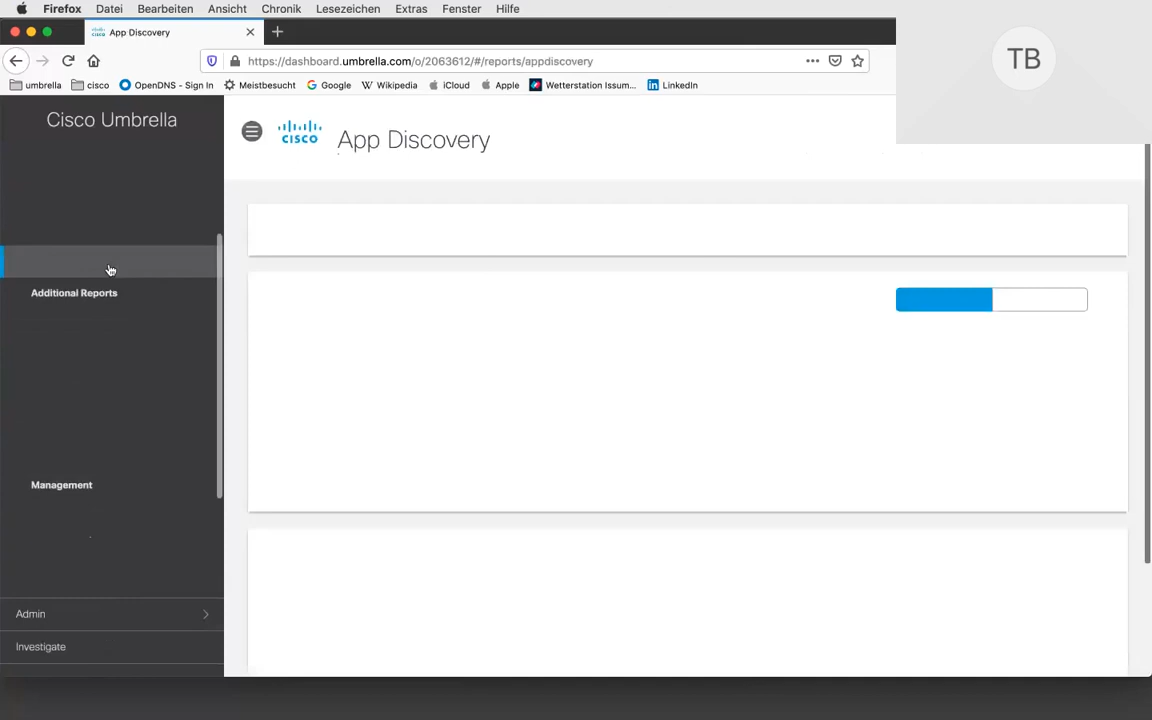 Firefox Datei Bearbeiten Ansicht Chronik Lesezeichen Extras Fenster Hilfe
App Discovery
https://dashboard.umbrella.com/o/2063612/#/reports/appdiscovery
umbrella cisco OpenDNS - Sign In Meistbesucht Google Wikipedia iCloud Apple Wetterstation Issum... LinkedIn
TB
Cisco Umbrella
cisco App Discovery
Additional Reports
Management
Admin
Investigate